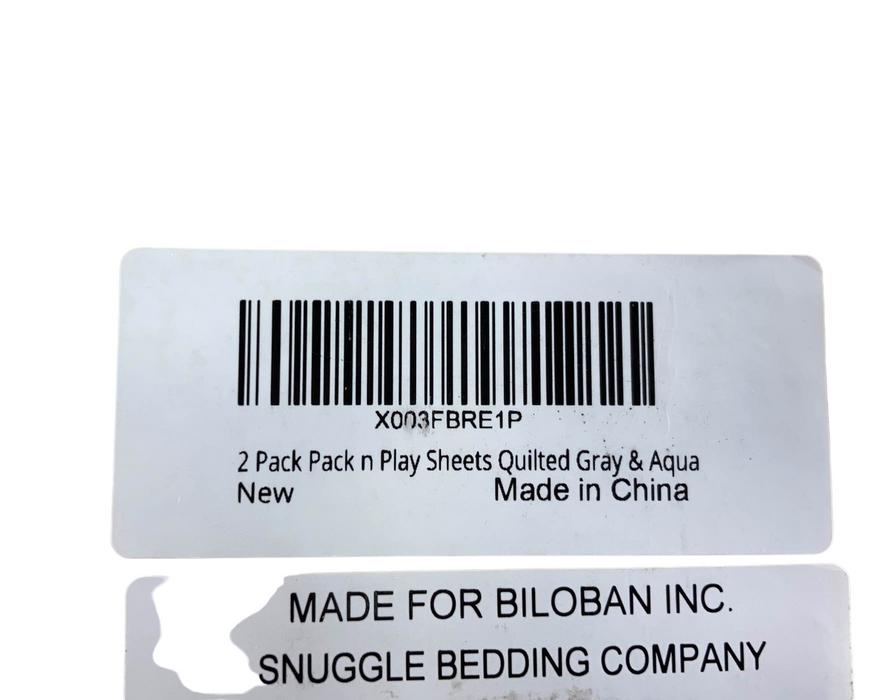 X003FBRE1P
2 Pack Pack n Play Sheets Quilted Gray & Aqua
New Made in China
MADE FOR BILOBAN INC.
SNUGGLE BEDDING COMPANY